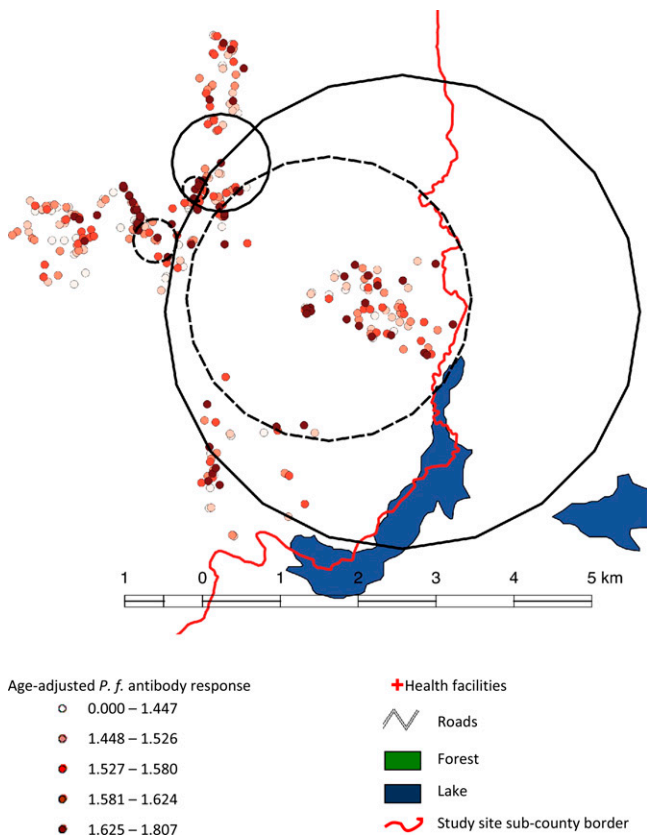 1 0 1 2 3 4 5 km
Age-adjusted P. f. antibody response
0.000 – 1.447
1.448 – 1.526
1.527 – 1.580
1.581 – 1.624
1.625 – 1.807
Health facilities
Roads
Forest
Lake
Study site sub-county border